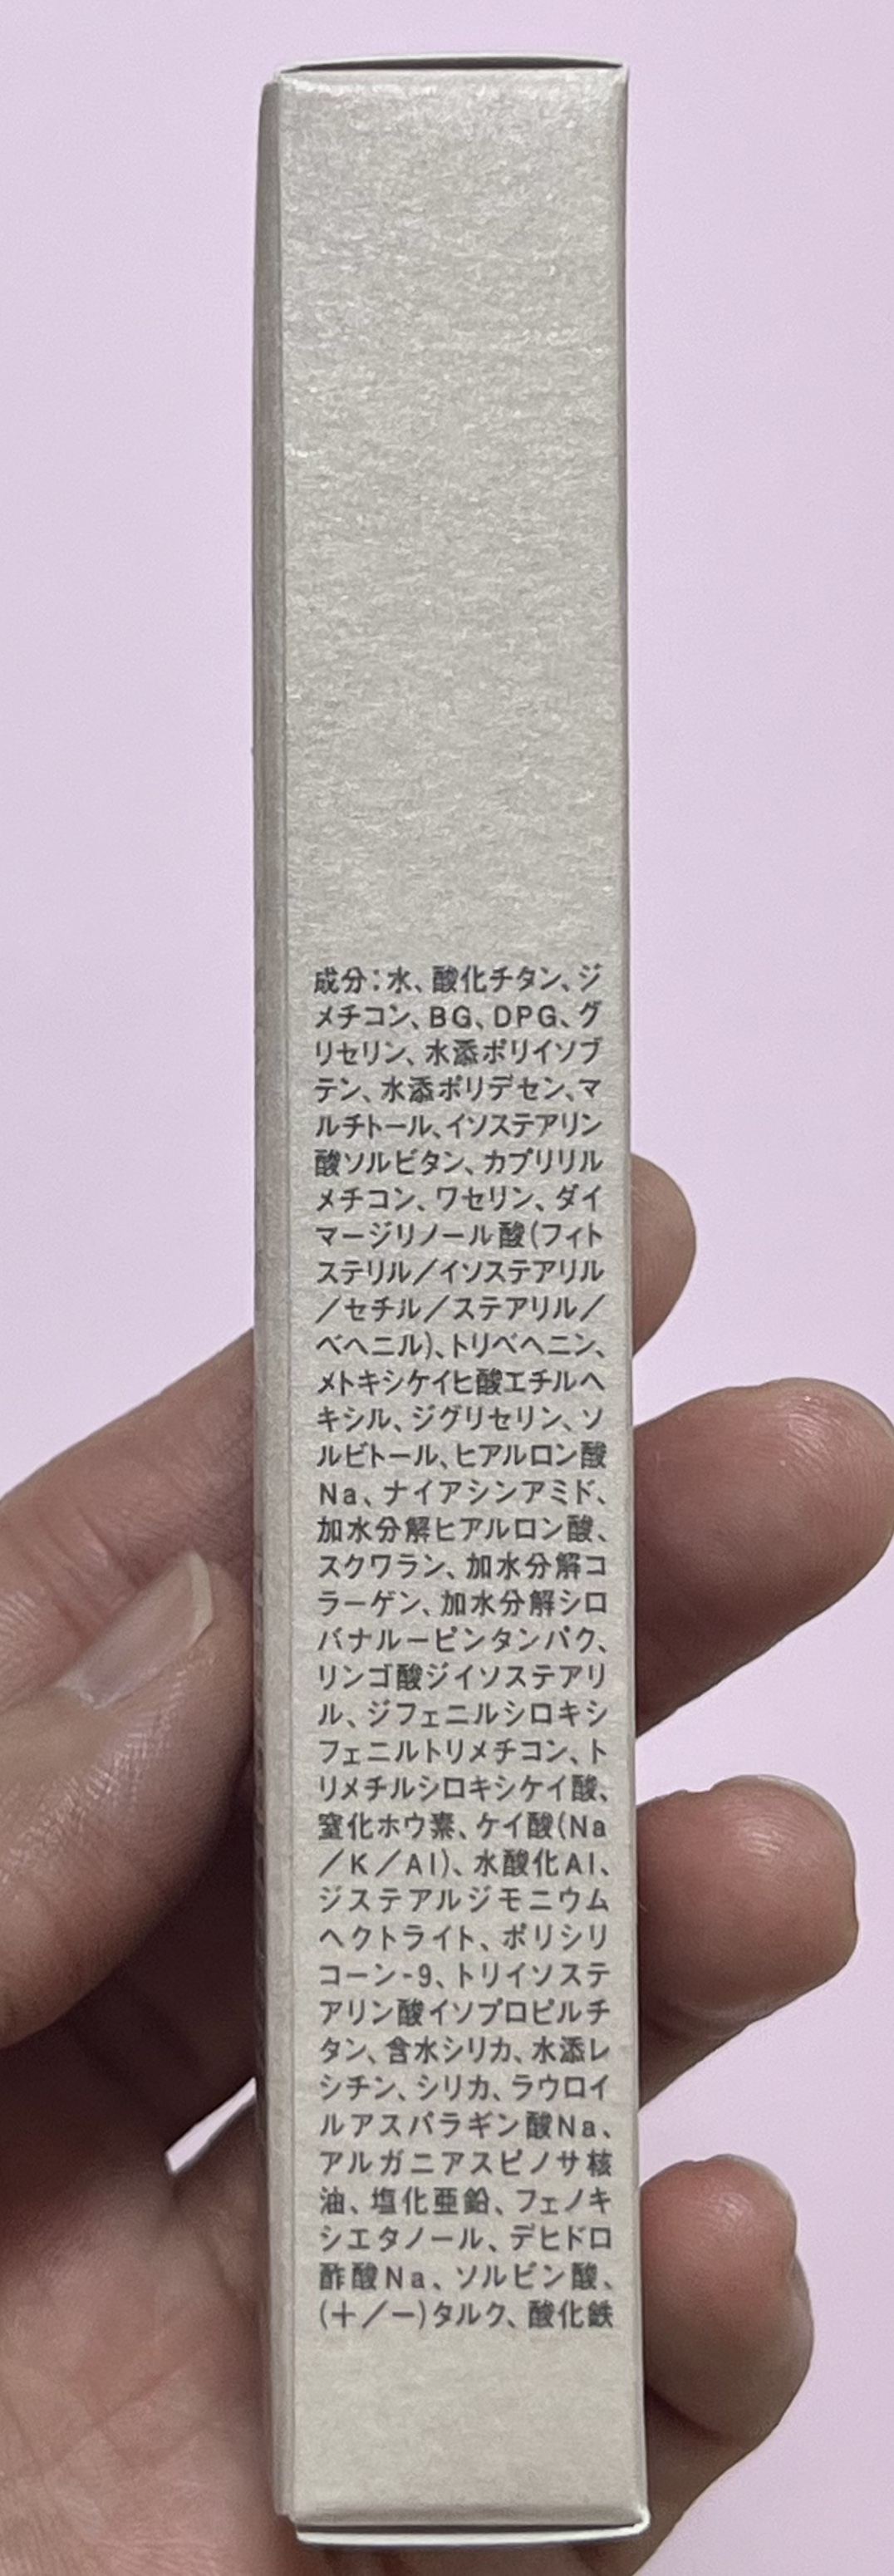 成分：水、酸化チタン、ジ
メチコン、BG、DPG、グ
リセリン、水添ポリイソブ
テン、水添ポリデセン、マ
ルチトール、イソステアリン
酸ソルビタン、カプリリル
メチコン、ワセリン、ダイ
マージリノール酸(フィト
ステリル／イソステアリル
／セチル／ステアリル／
ベヘニル)、トリベヘニン、
メトキシケイヒ酸エチルヘ
キシル、ジグリセリン、ソ
ルビトール、ヒアルロン酸
Na、ナイアシンアミド、
加水分解ヒアルロン酸、
スクワラン、加水分解コ
ラーゲン、加水分解シロ
バナルーピンタンパク、
リンゴ酸ジイソステアリ
ル、ジフェニルシロキシ
フェニルトリメチコン、ト
リメチルシロキシケイ酸、
窒化ホウ素、ケイ酸(Na
／K／Al)、水酸化Al、
ジステアルジモニウム
ヘクトライト、ポリシリ
コーン-9、トリイソステ
アリン酸イソプロピルチ
タン、含水シリカ、水添レ
シチン、シリカ、ラウロイ
ルアスパラギン酸Na、
アルガニアスピノサ核
油、塩化亜鉛、フェノキ
シエタノール、デヒドロ
酢酸Na、ソルビン酸、
(＋／－)タルク、酸化鉄